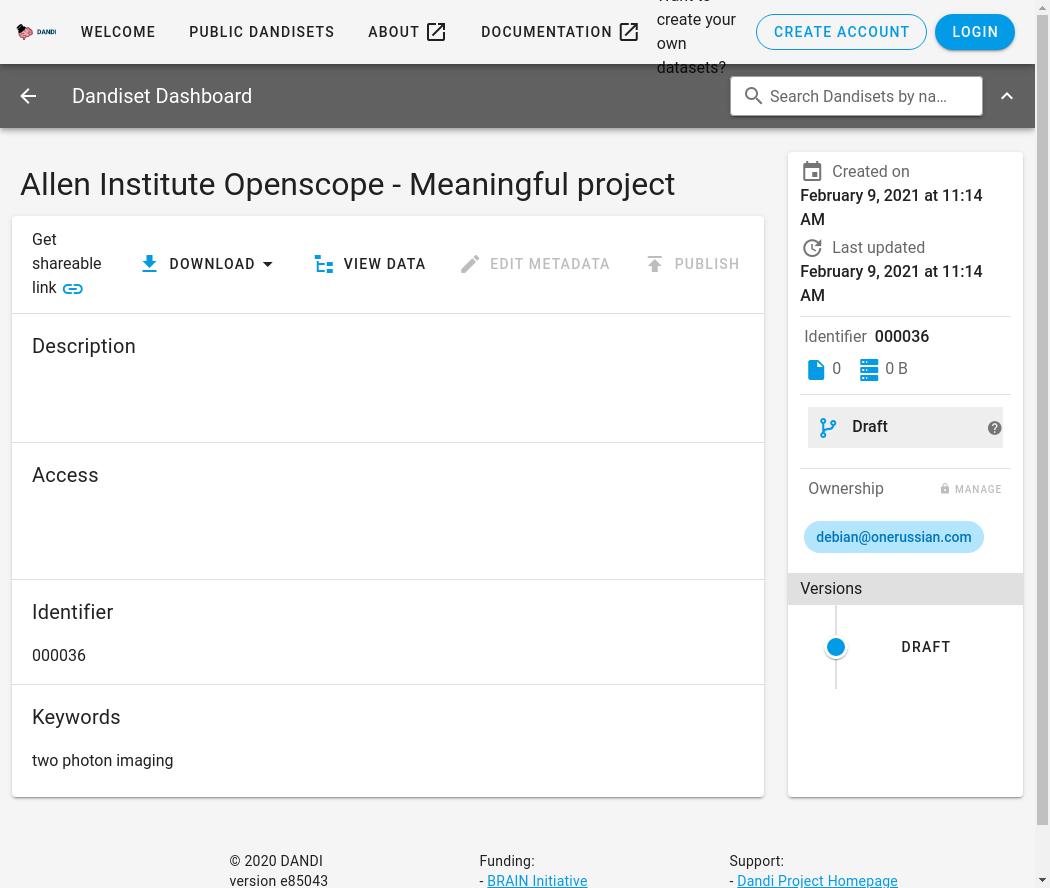 DANDI
WELCOME
PUBLIC DANDISETS
ABOUT
DOCUMENTATION
create your
own
datasets?
CREATE ACCOUNT
LOGIN
Dandiset Dashboard
Search Dandisets by na...
Allen Institute Openscope - Meaningful project
Get
shareable
link
DOWNLOAD
VIEW DATA
EDIT METADATA
PUBLISH
Description
Access
Identifier
000036
Keywords
two photon imaging
Created on
February 9, 2021 at 11:14
AM
Last updated
February 9, 2021 at 11:14
AM
Identifier 000036
0
0 B
Draft
Ownership
MANAGE
debian@onerussian.com
Versions
DRAFT
© 2020 DANDI
version e85043
Funding:
- BRAIN Initiative
Support:
- Dandi Project Homepage